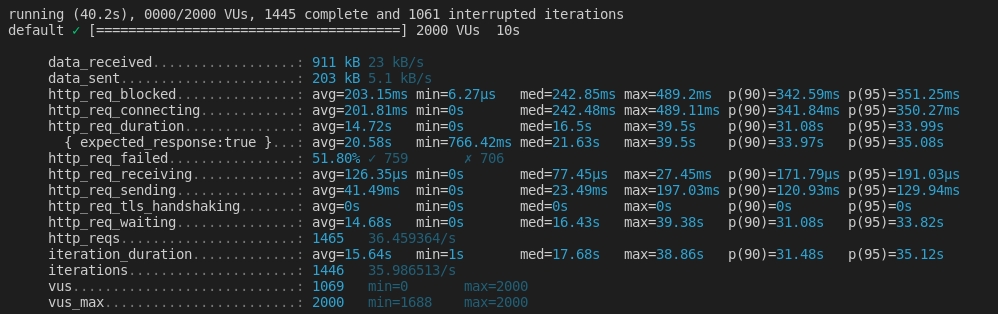 running (40.2s), 0000/2000 VUs, 1445 complete and 1061 interrupted iterations
default ✓ [======================================] 2000 VUs  10s
data_received..................: 911 kB 23 kB/s
data_sent......................: 203 kB 5.1 kB/s
http_req_blocked...............: avg=203.15ms min=6.27µs   med=242.85ms max=489.2ms  p(90)=342.59ms p(95)=351.25ms
http_req_connecting............: avg=201.81ms min=0s       med=242.48ms max=489.11ms p(90)=341.84ms p(95)=350.27ms
http_req_duration..............: avg=14.72s   min=0s       med=16.5s    max=39.5s    p(90)=31.08s   p(95)=33.99s
{ expected_response:true }...: avg=20.58s   min=766.42ms med=21.63s   max=39.5s    p(90)=33.97s   p(95)=35.08s
http_req_failed................: 51.80% ✓ 759       ✗ 706
http_req_receiving.............: avg=126.35µs min=0s       med=77.45µs  max=27.45ms  p(90)=171.79µs p(95)=191.03µs
http_req_sending...............: avg=41.49ms  min=0s       med=23.49ms  max=197.03ms p(90)=120.93ms p(95)=129.94ms
http_req_tls_handshaking.......: avg=0s       min=0s       med=0s       max=0s       p(90)=0s       p(95)=0s
http_req_waiting...............: avg=14.68s   min=0s       med=16.43s   max=39.38s   p(90)=31.08s   p(95)=33.82s
http_reqs......................: 1465   36.459364/s
iteration_duration.............: avg=15.64s   min=1s       med=17.68s   max=38.86s   p(90)=31.48s   p(95)=35.12s
iterations.....................: 1446   35.986513/s
vus............................: 1069   min=0       max=2000
vus_max........................: 2000   min=1688    max=2000